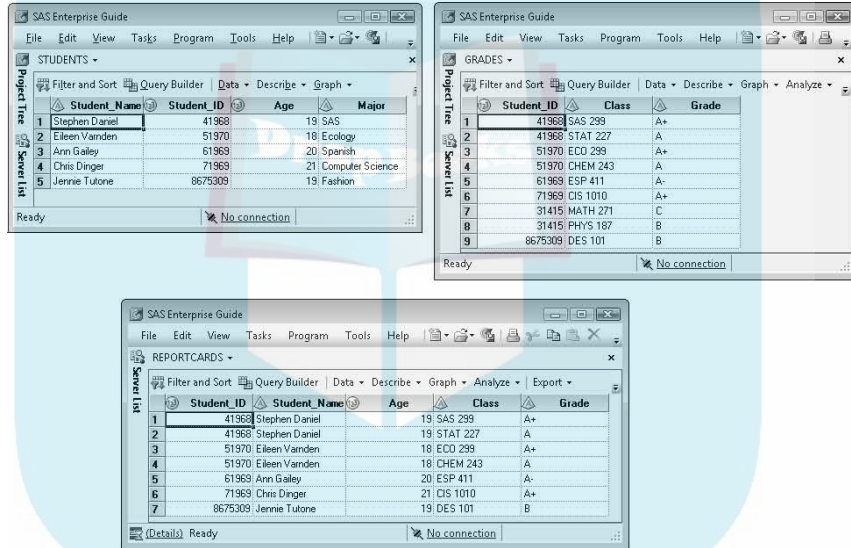 SAS Enterprise Guide
File Edit View Tasks Program Tools Help
STUDENTS
Filter and Sort Query Builder Data Describe Graph
Student_Name Student_ID Age Major
1 Stephen Daniel 41968 19 SAS
2 Eileen Varnden 51970 18 Ecology
3 Ann Gailey 61969 20 Spanish
4 Chris Dinger 71969 21 Computer Science
5 Jennie Tutone 8675309 19 Fashion
Project Tree
Server List
Ready No connection
SAS Enterprise Guide
File Edit View Tasks Program Tools Help
GRADES
Filter and Sort Query Builder Data Describe Graph Analyze
Student_ID Class Grade
1 41968 SAS 299 A+
2 41968 STAT 227 A
3 51970 ECO 299 A+
4 51970 CHEM 243 A
5 61969 ESP 411 A-
6 71969 CIS 1010 A+
7 31415 MATH 271 C
8 31415 PHYS 187 B
9 8675309 DES 101 B
Project Tree
Server List
Ready No connection
SAS Enterprise Guide
File Edit View Tasks Program Tools Help
REPORTCARDS
Filter and Sort Query Builder Data Describe Graph Analyze Export
Student_ID Student_Name Age Class Grade
1 41968 Stephen Daniel 19 SAS 299 A+
2 41968 Stephen Daniel 19 STAT 227 A
3 51970 Eileen Varnden 18 ECO 299 A+
4 51970 Eileen Varnden 18 CHEM 243 A
5 61969 Ann Gailey 20 ESP 411 A-
6 71969 Chris Dinger 21 CIS 1010 A+
7 8675309 Jennie Tutone 19 DES 101 B
Server List
(Details) Ready No connection